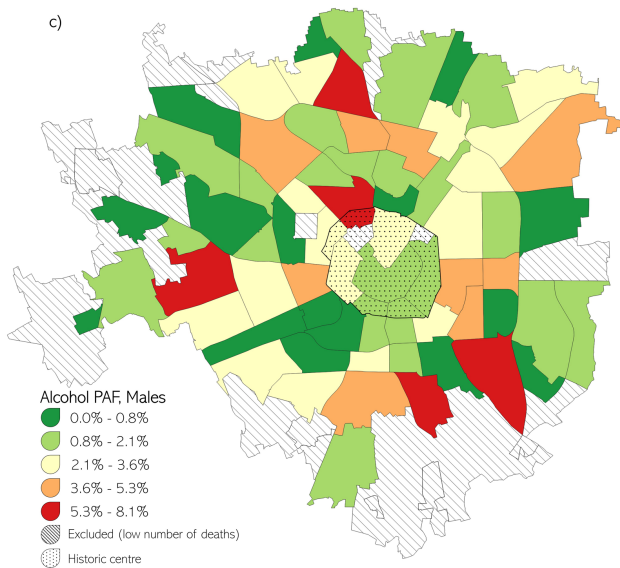 c)
Alcohol PAF, Males
0.0% - 0.8%
0.8% - 2.1%
2.1% - 3.6%
3.6% - 5.3%
5.3% - 8.1%
Excluded (low number of deaths)
Historic centre